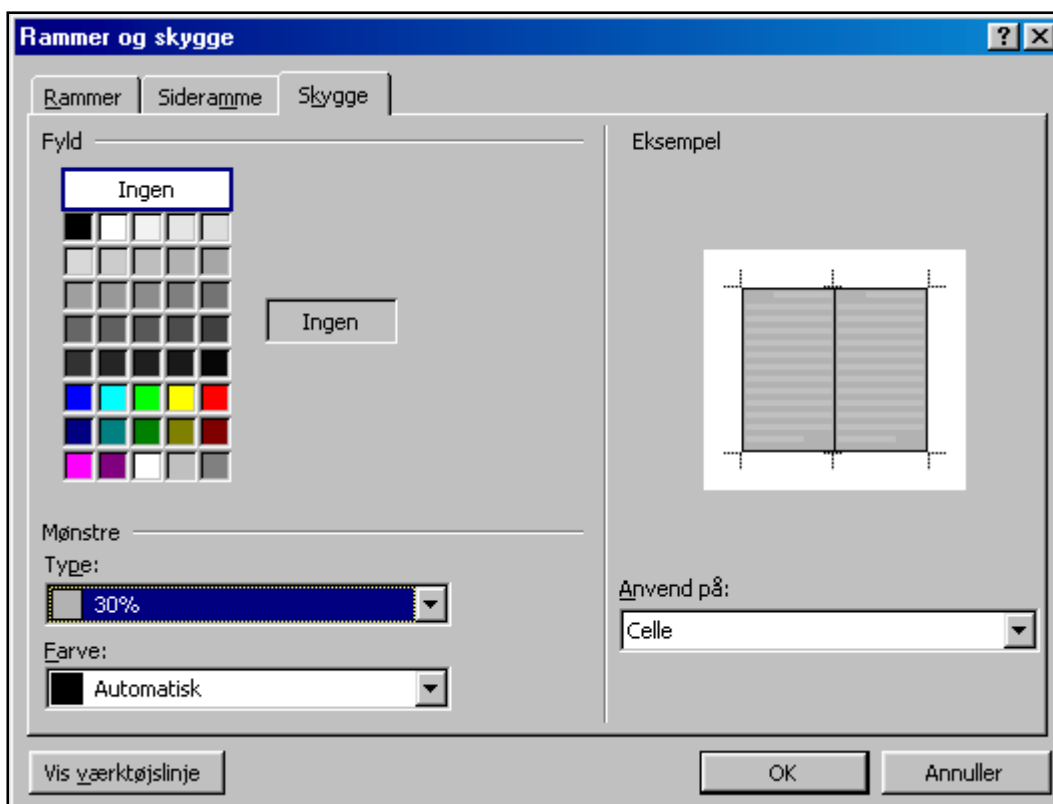 Rammer og skygge
Rammer Sideramme Skygge
Fyld
Ingen
Ingen
Mønstre
Type:
30%
Farve:
Automatisk
Eksempel
Anvend på:
Celle
Vis værktøjslinje
OK
Annuller